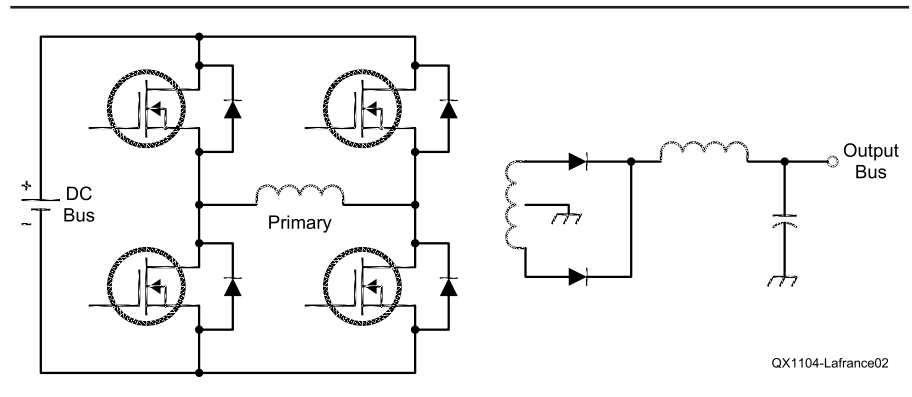 +
DC
Bus
~
Primary
Output
Bus
QX1104-Lafrance02